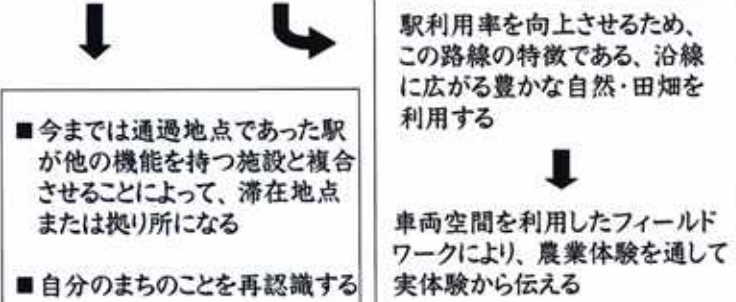 ■今までは通過地点であった駅
が他の機能を持つ施設と複合
させることによって、滞在地点
または拠り所になる
■自分のまちのことを再認識する
駅利用率を向上させるため、
この路線の特徴である、沿線
に広がる豊かな自然・田畑を
利用する
車両空間を利用したフィールド
ワークにより、農業体験を通して
実体験から伝える